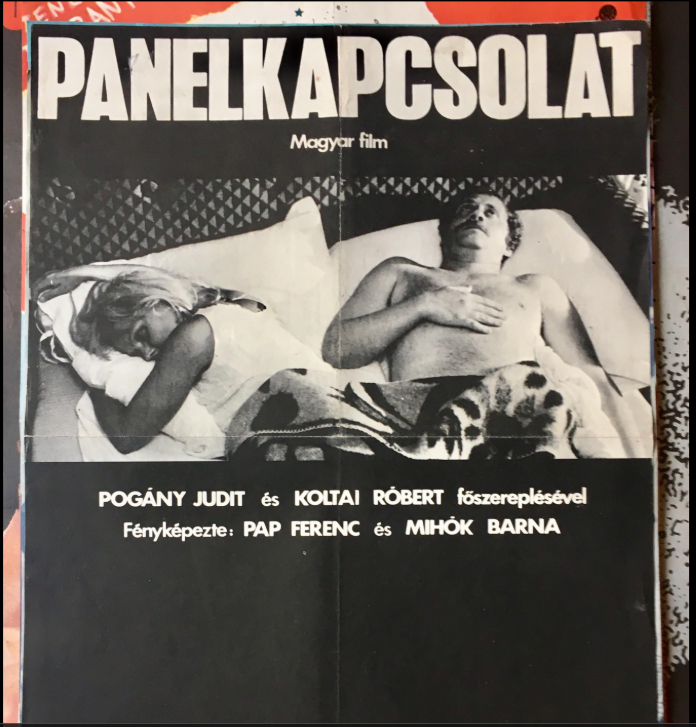 PANELKAPCSOLAT
Magyar film
POGÁNY JUDIT és KOLTAI RÓBERT főszereplésével
Fényképezte: PAP FERENC és MIHÓK BARNA